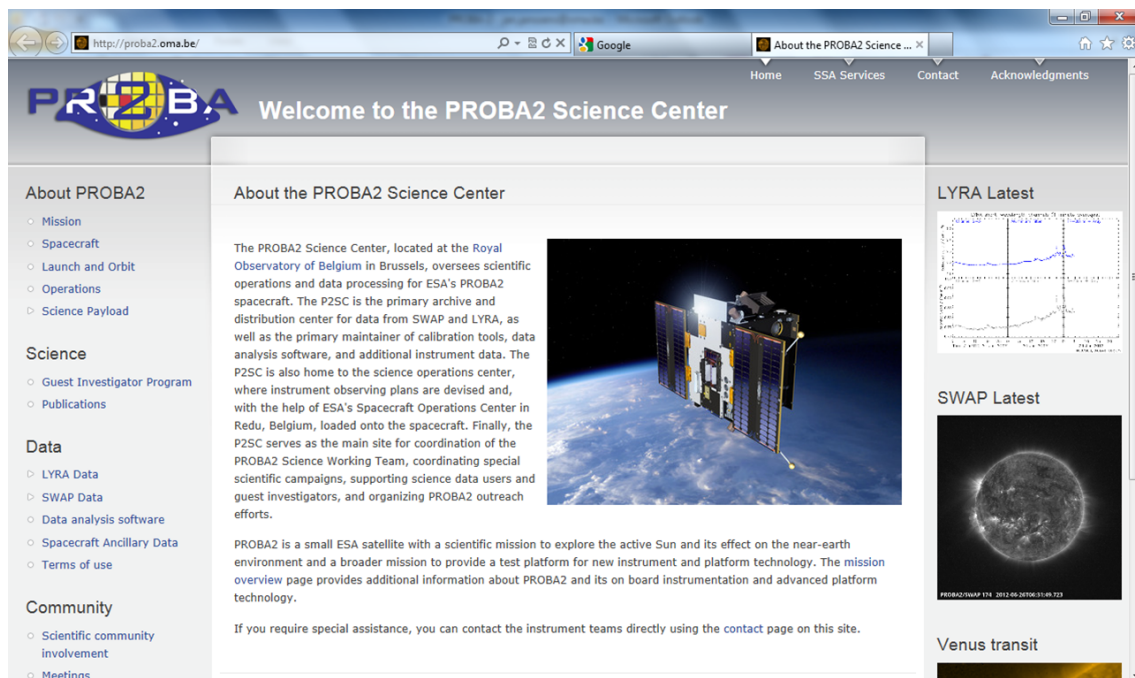 http://proba2.oma.be/
Google
About the PROBA2 Science ...
Home
SSA Services
Contact
Acknowledgments
PR2BA
Welcome to the PROBA2 Science Center
About PROBA2
Mission
Spacecraft
Launch and Orbit
Operations
Science Payload
Science
Guest Investigator Program
Publications
Data
LYRA Data
SWAP Data
Data analysis software
Spacecraft Ancillary Data
Terms of use
Community
Scientific community
involvement
Meetings
About the PROBA2 Science Center
The PROBA2 Science Center, located at the Royal
Observatory of Belgium in Brussels, oversees scientific
operations and data processing for ESA's PROBA2
spacecraft. The P2SC is the primary archive and
distribution center for data from SWAP and LYRA, as
well as the primary maintainer of calibration tools, data
analysis software, and additional instrument data. The
P2SC is also home to the science operations center,
where instrument observing plans are devised and,
with the help of ESA's Spacecraft Operations Center in
Redu, Belgium, loaded onto the spacecraft. Finally, the
P2SC serves as the main site for coordination of the
PROBA2 Science Working Team, coordinating special
scientific campaigns, supporting science data users and
guest investigators, and organizing PROBA2 outreach
efforts.
PROBA2 is a small ESA satellite with a scientific mission to explore the active Sun and its effect on the near-earth
environment and a broader mission to provide a test platform for new instrument and platform technology. The mission
overview page provides additional information about PROBA2 and its on board instrumentation and advanced platform
technology.
If you require special assistance, you can contact the instrument teams directly using the contact page on this site.
LYRA Latest
SWAP Latest
PROBA2/SWAP 174 2012-06-26T06:31:49.723
Venus transit